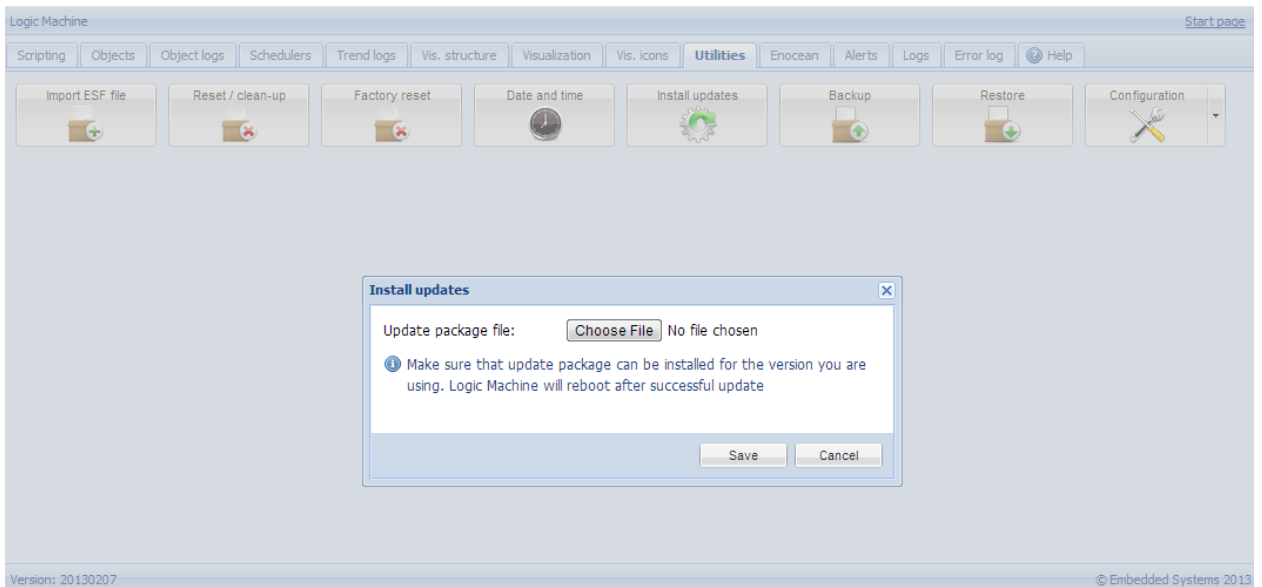 Logic Machine Start page
Scripting Objects Object logs Schedulers Trend logs Vis. structure Visualization Vis. icons Utilities Enocean Alerts Logs Error log Help
Import ESF file Reset / clean-up Factory reset Date and time Install updates Backup Restore Configuration
Install updates
Update package file: Choose File No file chosen
Make sure that update package can be installed for the version you are
using. Logic Machine will reboot after successful update
Save Cancel
Version: 20130207 © Embedded Systems 2013